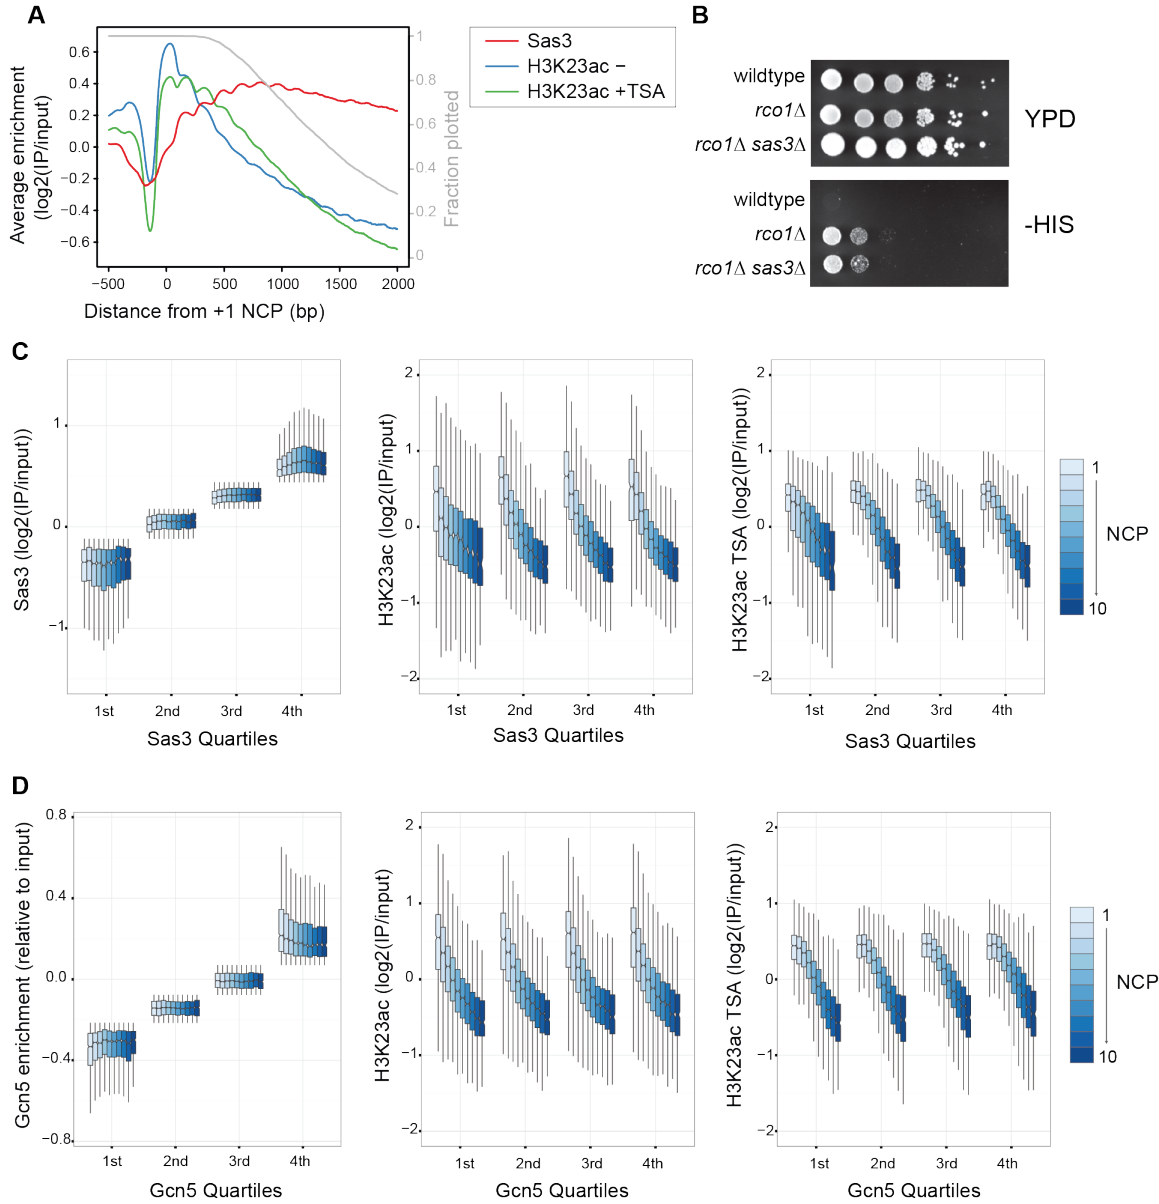 A
Average enrichment
(log2(IP/input)
0.6
0.4
0.2
0.0
−0.2
−0.4
−0.6
−500
0
500
1000
1500
2000
Distance from +1 NCP (bp)
1
0.8
0.6
0.4
0.2
0
Fraction plotted
Sas3
H3K23ac −
H3K23ac +TSA
B
wildtype
rco1Δ
rco1Δ sas3Δ
YPD
wildtype
rco1Δ
rco1Δ sas3Δ
-HIS
C
Sas3 (log2(IP/input))
1
0
−1
1st
2nd
3rd
4th
Sas3 Quartiles
H3K23ac (log2(IP/input)
2
1
0
−1
−2
1st
2nd
3rd
4th
Sas3 Quartiles
H3K23ac TSA (log2(IP/input))
2
1
0
−1
−2
1st
2nd
3rd
4th
Sas3 Quartiles
1
NCP
10
D
Gcn5 enrichment (relative to input)
0.8
0.4
0.0
−0.4
−0.8
1st
2nd
3rd
4th
Gcn5 Quartiles
H3K23ac (log2(IP/input)
2
1
0
−1
−2
1st
2nd
3rd
4th
Gcn5 Quartiles
H3K23ac TSA (log2(IP/input))
2
1
0
−1
−2
1st
2nd
3rd
4th
Gcn5 Quartiles
1
NCP
10